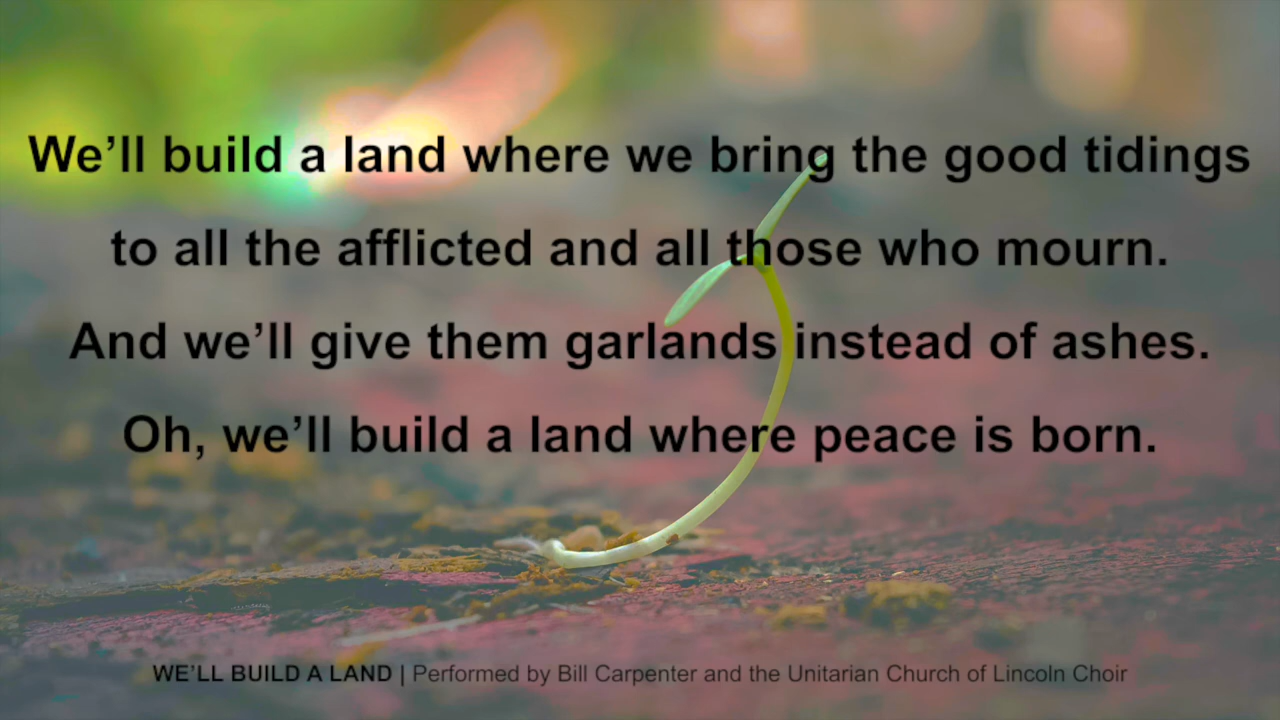 We’ll build a land where we bring the good tidings
to all the afflicted and all those who mourn.
And we’ll give them garlands instead of ashes.
Oh, we’ll build a land where peace is born.
WE’LL BUILD A LAND | Performed by Bill Carpenter and the Unitarian Church of Lincoln Choir